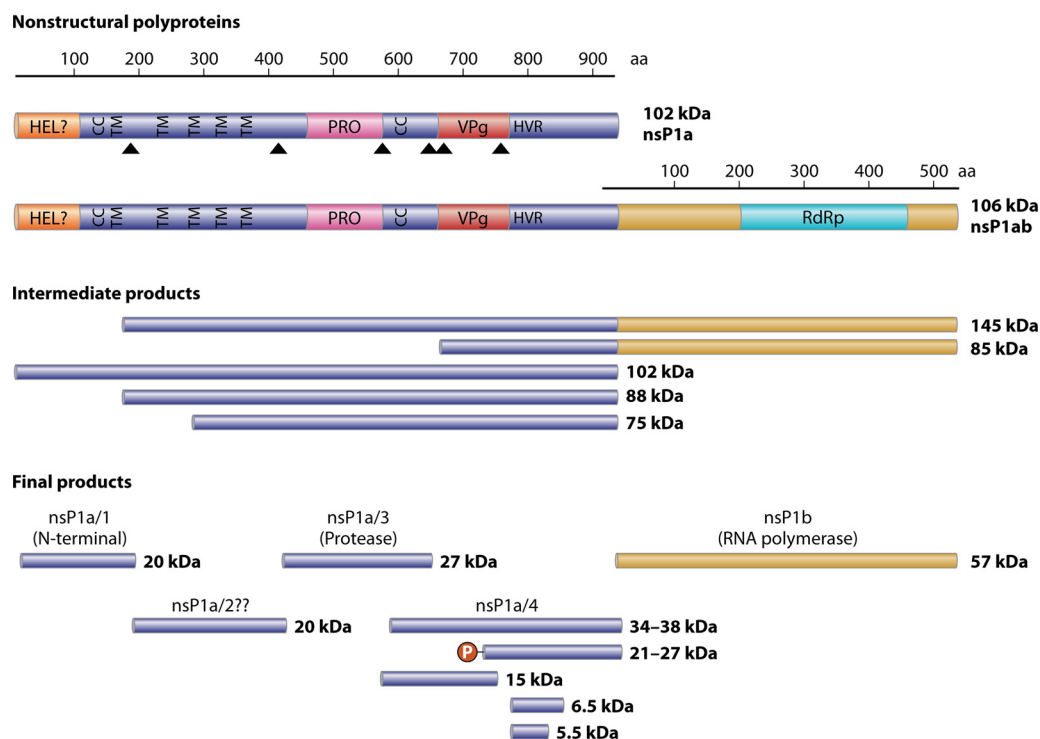 Nonstructural polyproteins
100 200 300 400 500 600 700 800 900 aa
HEL? CC TM TM TM TM TM PRO CC VPg HVR
102 kDa
nsP1a
100 200 300 400 500 aa
HEL? CC TM TM TM TM TM PRO CC VPg HVR RdRp
106 kDa
nsP1ab
Intermediate products
145 kDa
85 kDa
102 kDa
88 kDa
75 kDa
Final products
nsP1a/1
(N-terminal)
20 kDa
nsP1a/3
(Protease)
27 kDa
nsP1b
(RNA polymerase)
57 kDa
nsP1a/2??
20 kDa
nsP1a/4
34–38 kDa
P 21–27 kDa
15 kDa
6.5 kDa
5.5 kDa